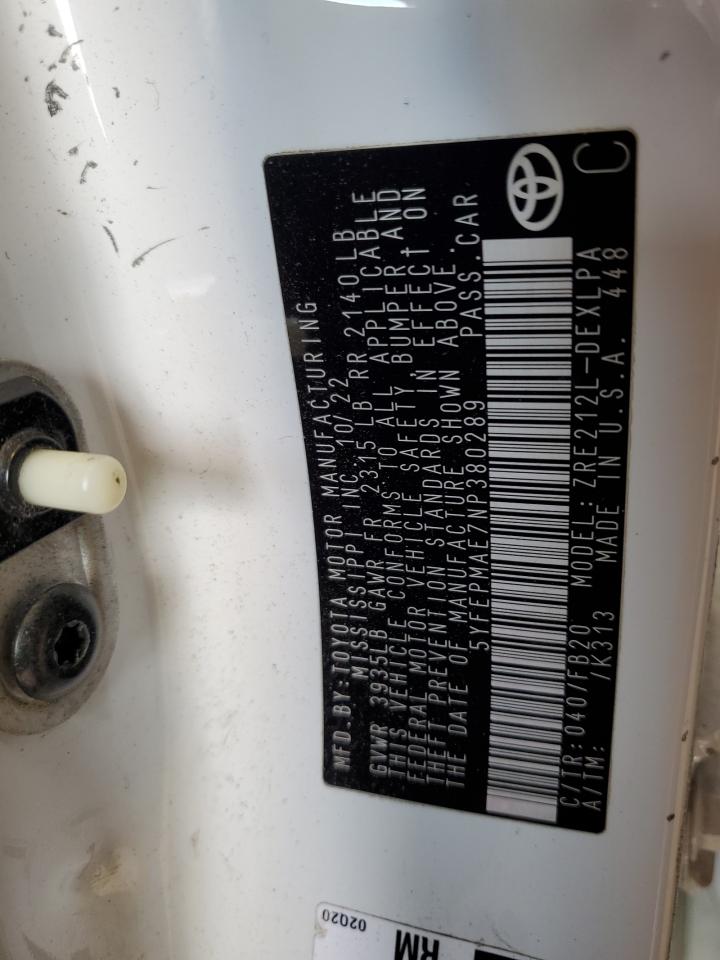 MFD.BY:TOYOTA MOTOR MANUFACTURING
MISSISSIPPI INC.10/22
GVWR 3935LB GAWR FR 2315 LB RR 2140LB
THIS VEHICLE CONFORMS TO ALL APPLICABLE
FEDERAL MOTOR VEHICLE SAFETY, BUMPER AND
THEFT PREVENTION STANDARDS IN EFFECT ON
THE DATE OF MANUFACTURE SHOWN ABOVE.
5YFEPMAE7NP380289 PASS.CAR
C/TR:040/FB20 MODEL:ZRE212L-DEXLPA
A/TM: /K313 MADE IN U.S.A. 448
C
02020
RM